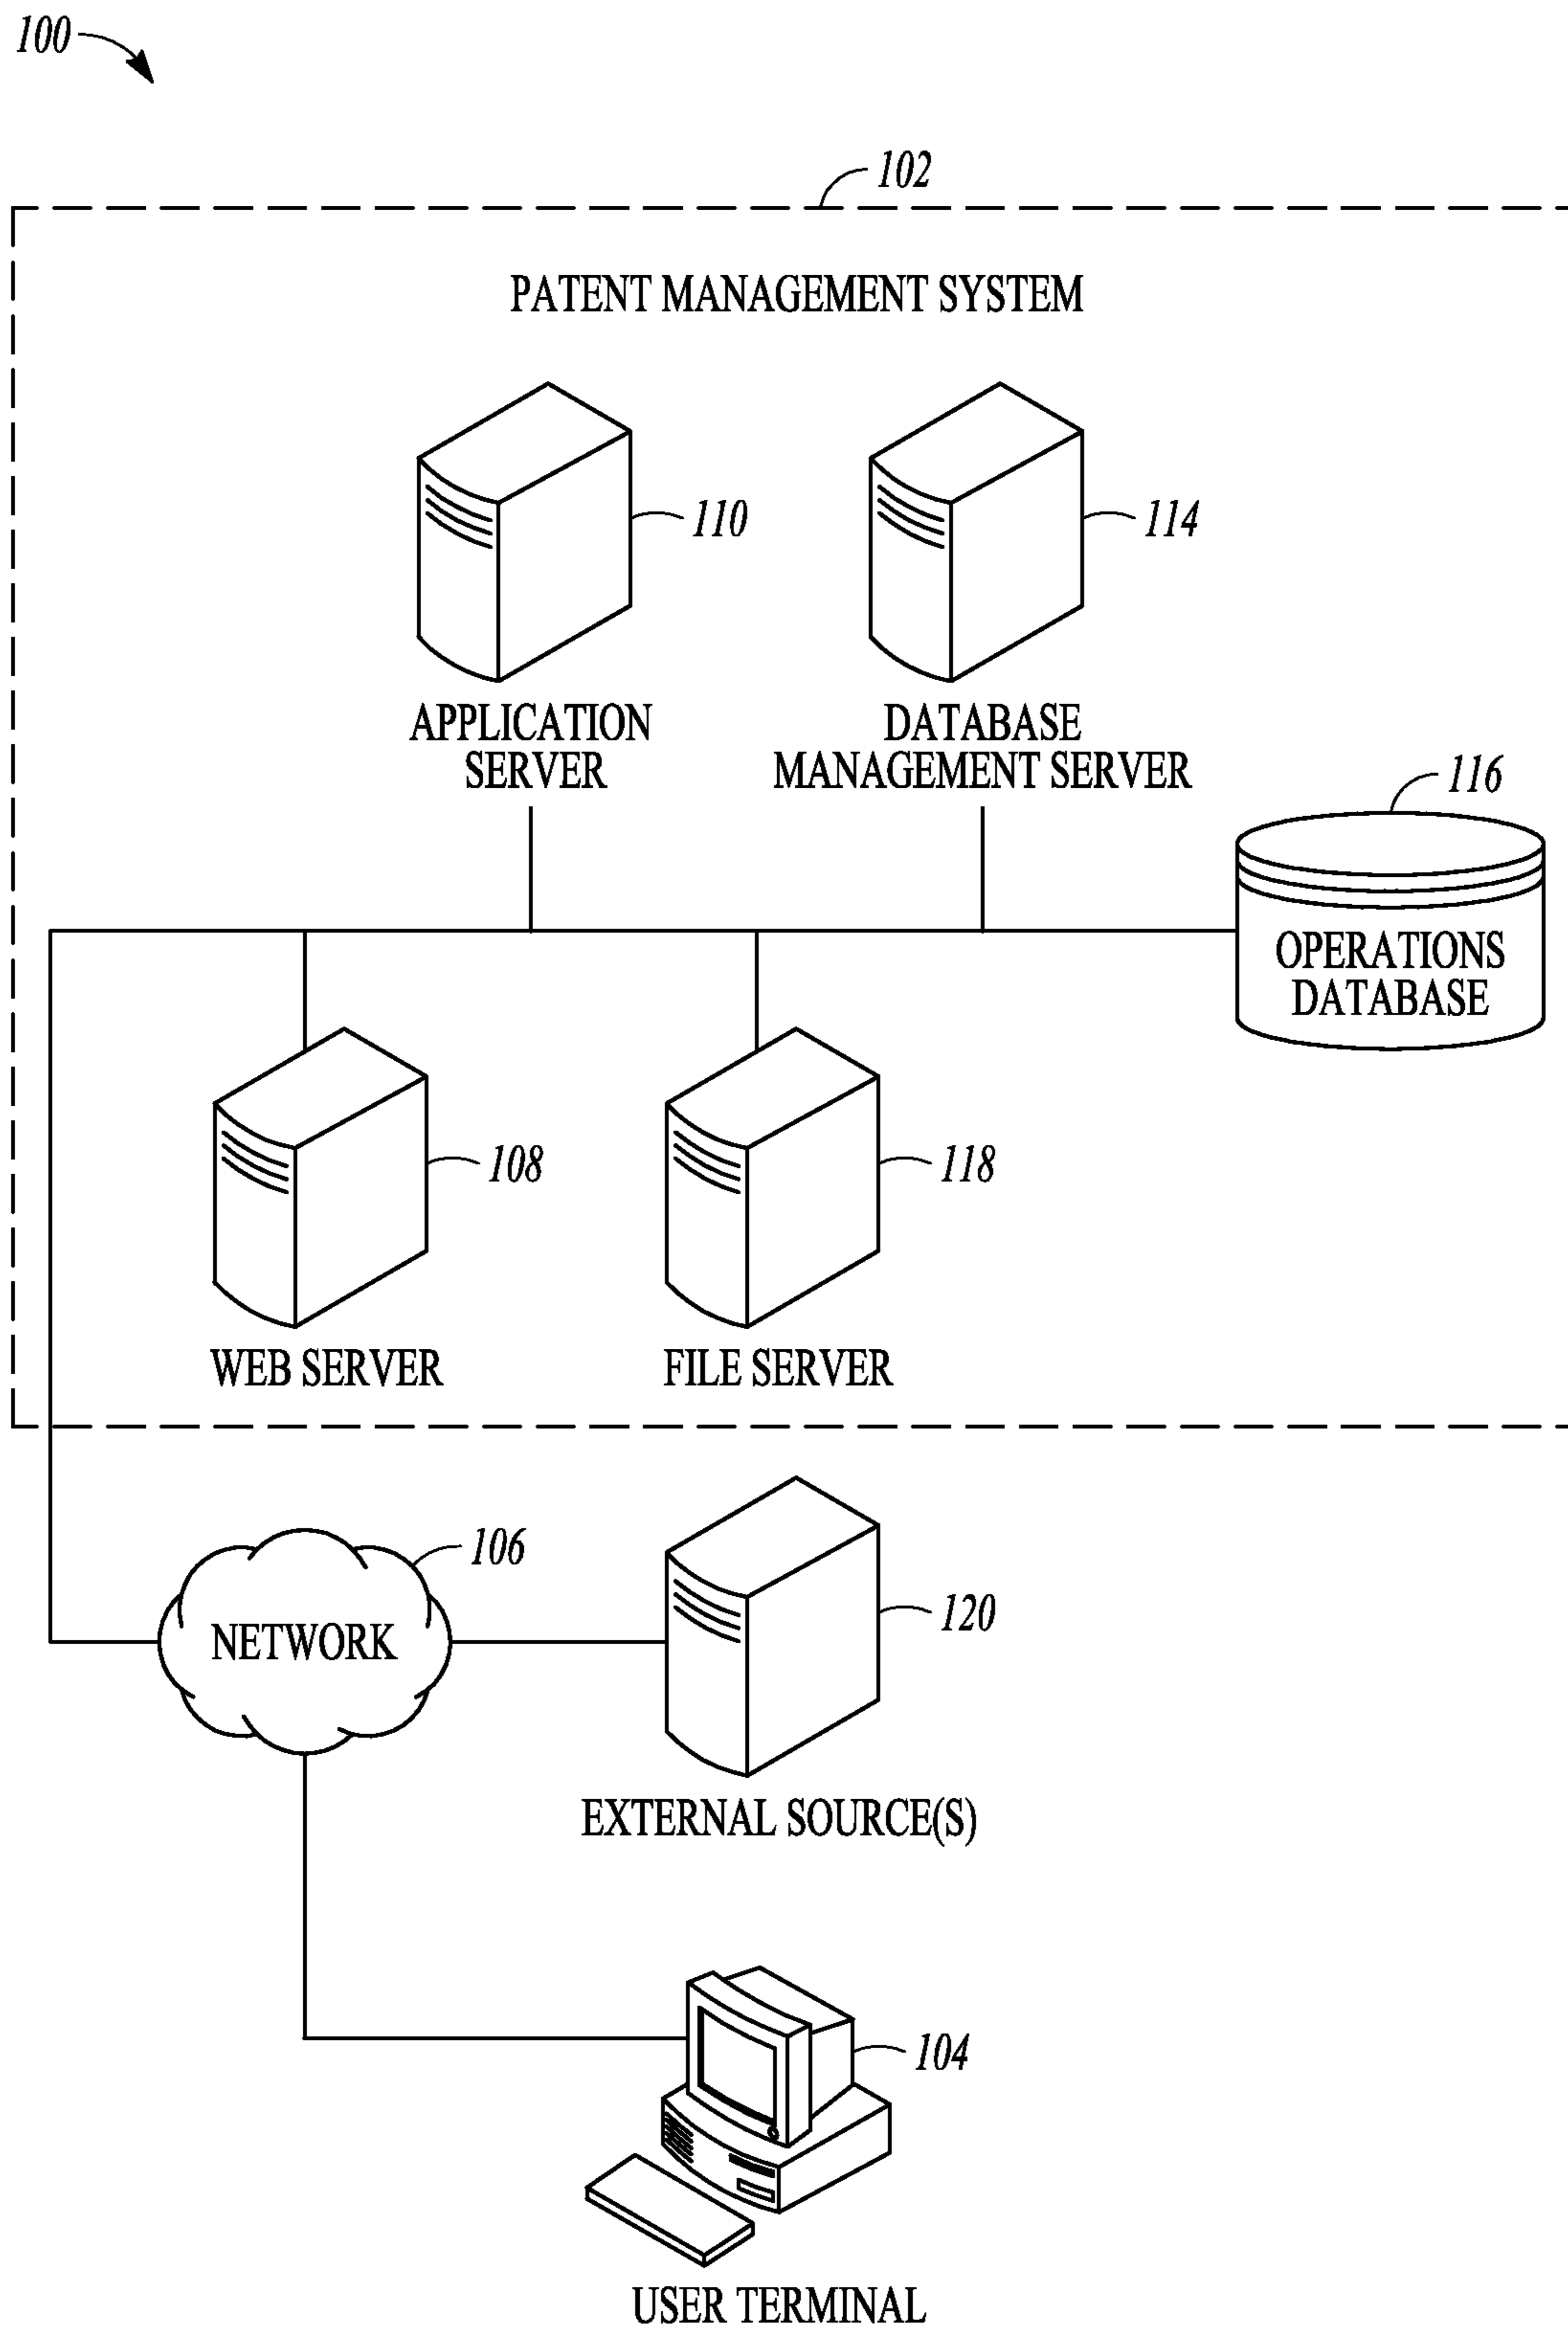 100
102
PATENT MANAGEMENT SYSTEM
110
114
APPLICATION
SERVER
DATABASE
MANAGEMENT SERVER
116
OPERATIONS
DATABASE
108
118
WEB SERVER
FILE SERVER
106
NETWORK
120
EXTERNAL SOURCE(S)
104
USER TERMINAL